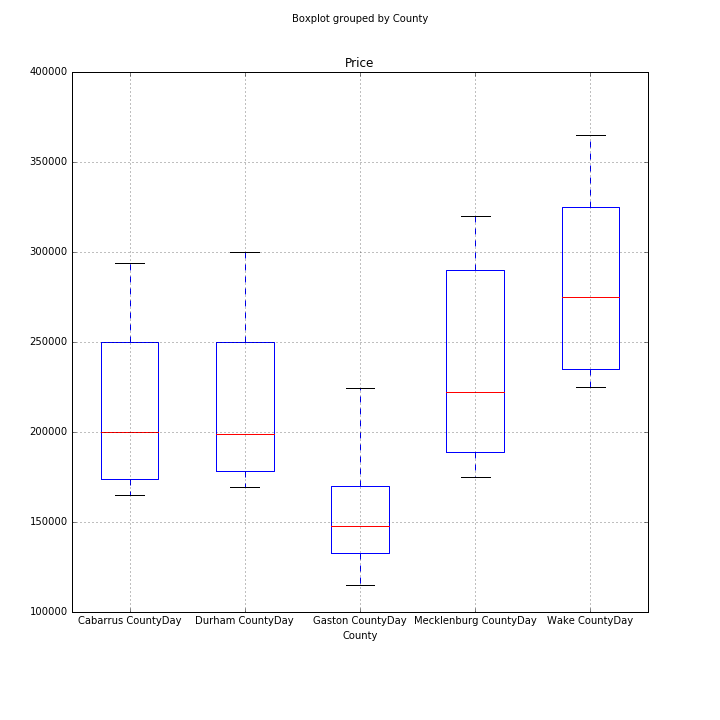 Boxplot grouped by County
Price
400000
350000
300000
250000
200000
150000
100000
Cabarrus CountyDay Durham CountyDay Gaston CountyDay Mecklenburg CountyDay Wake CountyDay
County